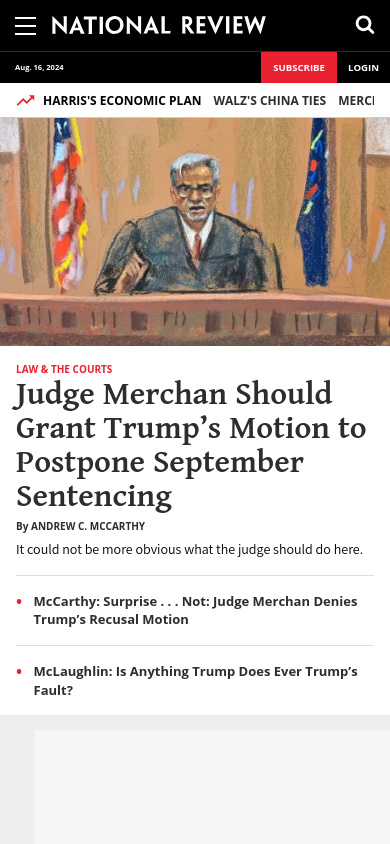 NATIONAL REVIEW
Aug. 16, 2024
SUBSCRIBE
LOGIN
HARRIS'S ECONOMIC PLAN WALZ'S CHINA TIES
LAW & THE COURTS
Judge Merchan Should
Grant Trump’s Motion to
Postpone September
Sentencing
By ANDREW C. MCCARTHY
It could not be more obvious what the judge should do here.
McCarthy: Surprise . . . Not: Judge Merchan Denies
Trump’s Recusal Motion
McLaughlin: Is Anything Trump Does Ever Trump’s
Fault?